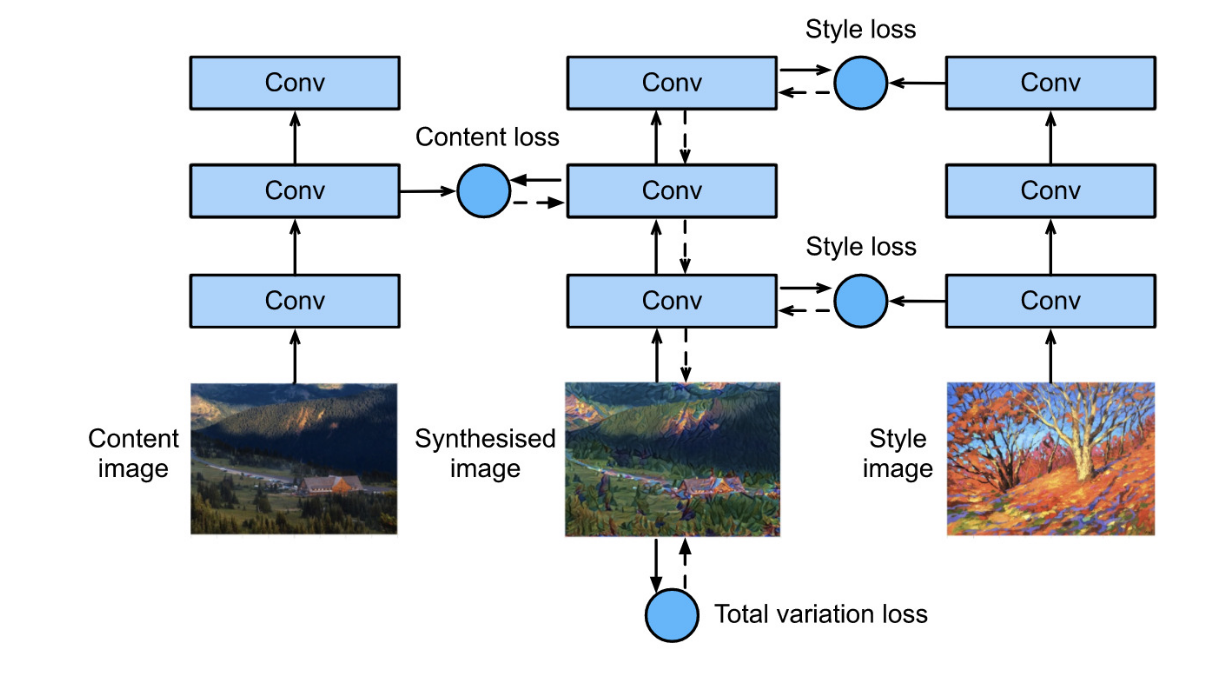 Style loss
Conv
Conv
Conv
Content loss
Conv
Conv
Conv
Style loss
Conv
Conv
Conv
Content
image
Synthesised
image
Style
image
Total variation loss